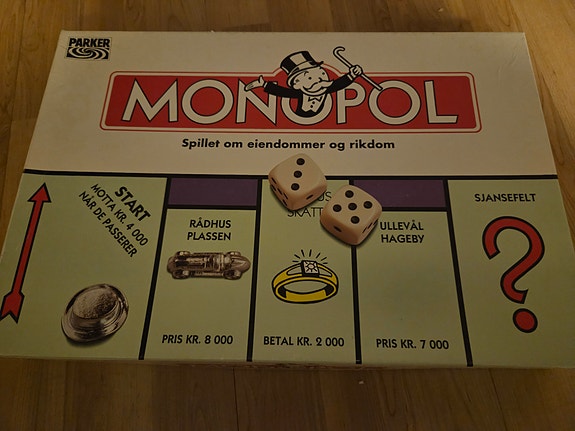 PARKER
MONOPOL
Spillet om eiendommer og rikdom
START
MOTTA KR. 4 000
NÅR DE PASSERER
RÅDHUS
PLASSEN
PRIS KR. 8 000
BETAL KR. 2 000
ULLEVÅL
HAGEBY
PRIS KR. 7 000
SJANSEFELT